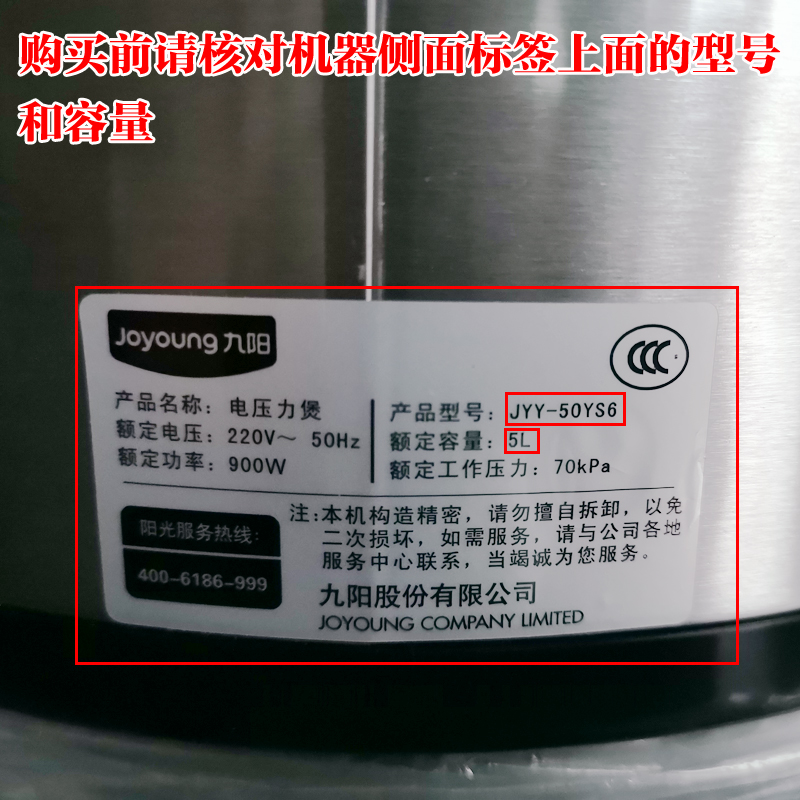 购买前请核对机器侧面标签上面的型号
和容量
Joyoung 九阳
CCC
产品名称：电压力煲
额定电压：220V～ 50Hz
额定功率：900W
产品型号：JYY-50YS6
额定容量：5L
额定工作压力：70kPa
阳光服务热线：
400-6186-999
注：本机构造精密，请勿擅自拆卸，以免
二次损坏，如需服务，请与公司各地
服务中心联系，当竭诚为您服务。
九阳股份有限公司
JOYOUNG COMPANY LIMITED